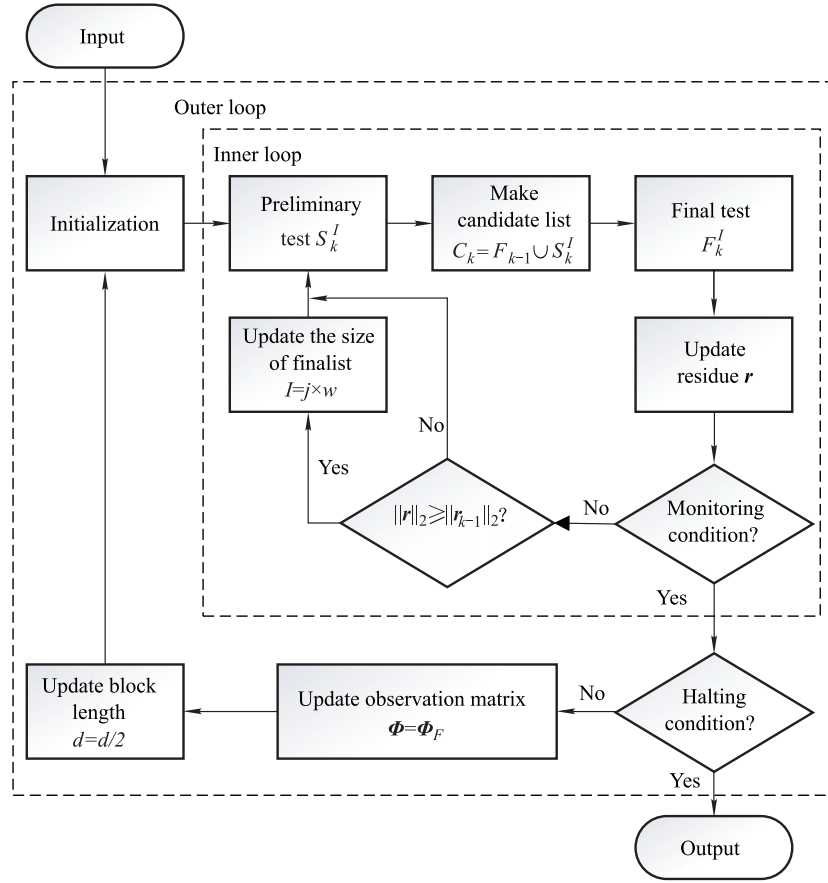 Input
Outer loop
Inner loop
Initialization
Preliminary
test S_k^I
Make
candidate list
C_k=F_{k−1}∪S_k^I
Final test
F_k^I
Update the size
of finalist
I=j×w
Update
residue r
No
Yes
‖r‖_2⩾‖r_{k−1}‖_2?
No
Monitoring
condition?
Yes
Update block
length
d=d/2
Update observation matrix
Φ=Φ_F
No
Halting
condition?
Yes
Output